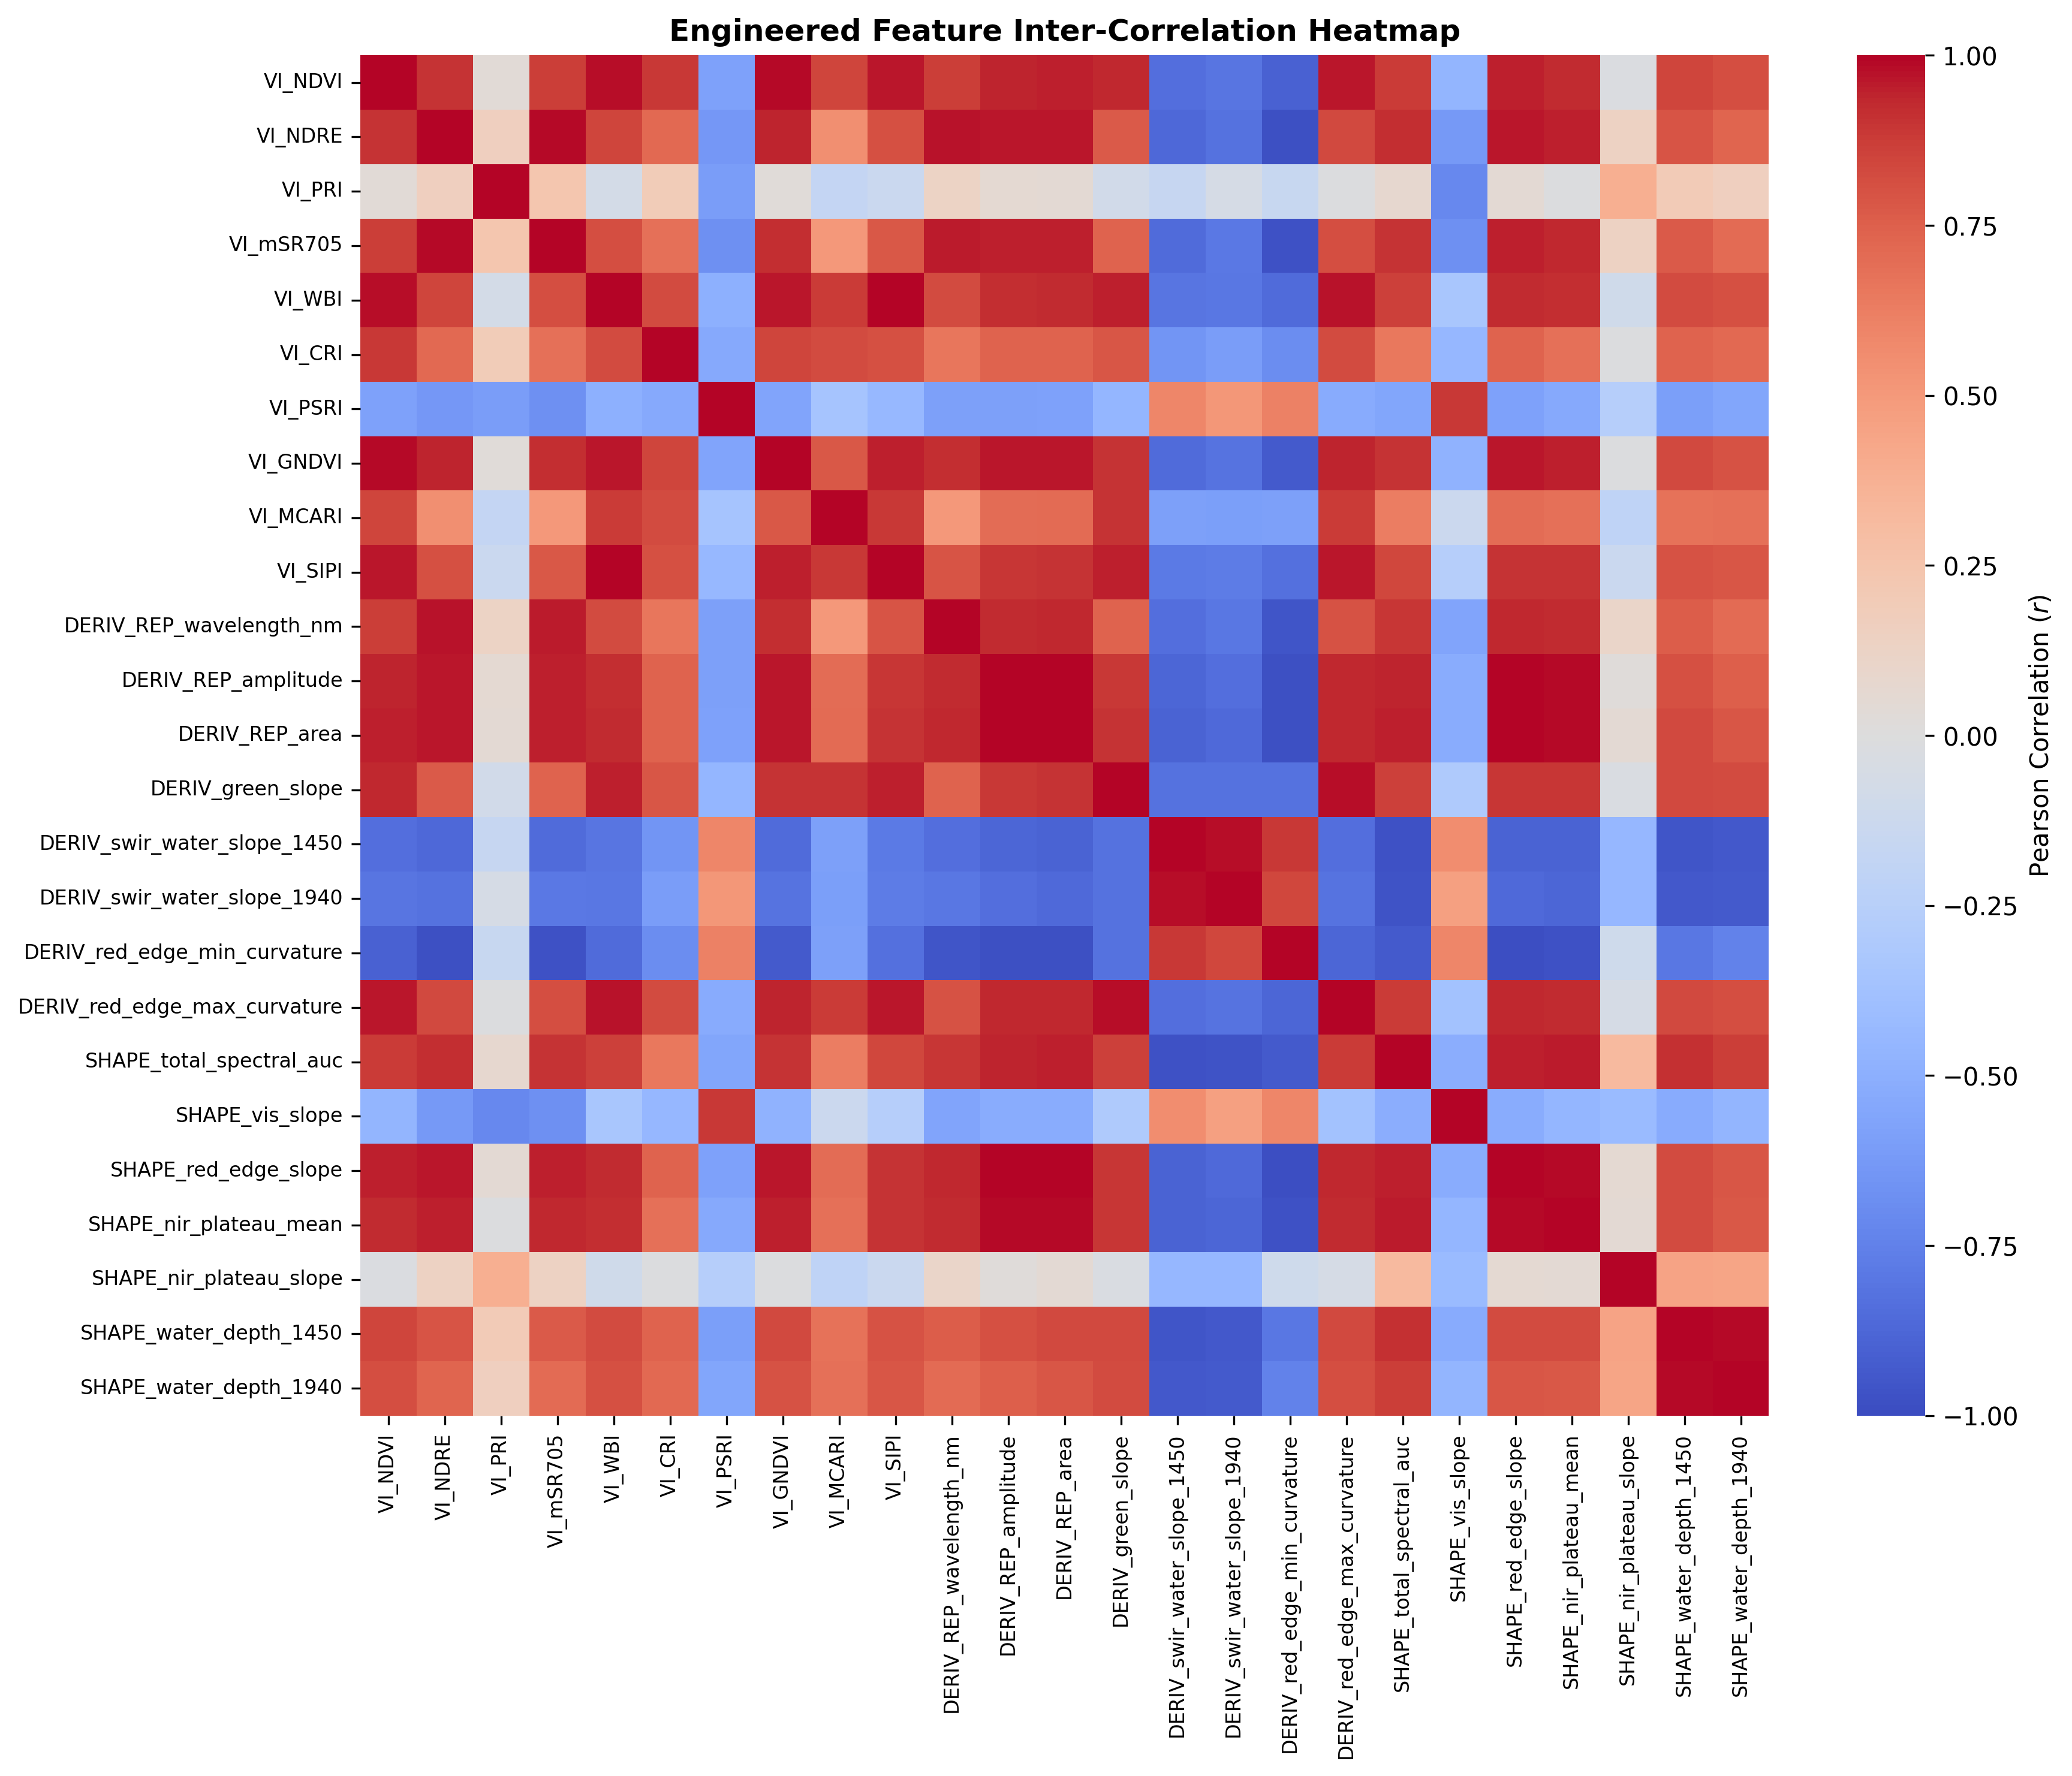 Engineered Feature Inter-Correlation Heatmap
VI_NDVI
VI_NDRE
VI_PRI
VI_mSR705
VI_WBI
VI_CRI
VI_PSRI
VI_GNDVI
VI_MCARI
VI_SIPI
DERIV_REP_wavelength_nm
DERIV_REP_amplitude
DERIV_REP_area
DERIV_green_slope
DERIV_swir_water_slope_1450
DERIV_swir_water_slope_1940
DERIV_red_edge_min_curvature
DERIV_red_edge_max_curvature
SHAPE_total_spectral_auc
SHAPE_vis_slope
SHAPE_red_edge_slope
SHAPE_nir_plateau_mean
SHAPE_nir_plateau_slope
SHAPE_water_depth_1450
SHAPE_water_depth_1940
VI_NDVI
VI_NDRE
VI_PRI
VI_mSR705
VI_WBI
VI_CRI
VI_PSRI
VI_GNDVI
VI_MCARI
VI_SIPI
DERIV_REP_wavelength_nm
DERIV_REP_amplitude
DERIV_REP_area
DERIV_green_slope
DERIV_swir_water_slope_1450
DERIV_swir_water_slope_1940
DERIV_red_edge_min_curvature
DERIV_red_edge_max_curvature
SHAPE_total_spectral_auc
SHAPE_vis_slope
SHAPE_red_edge_slope
SHAPE_nir_plateau_mean
SHAPE_nir_plateau_slope
SHAPE_water_depth_1450
SHAPE_water_depth_1940
1.00
0.75
0.50
0.25
0.00
−0.25
−0.50
−0.75
−1.00
Pearson Correlation (r)